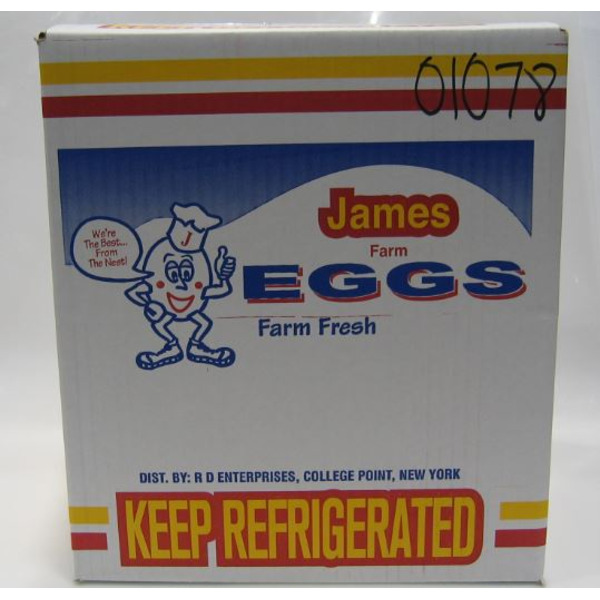 01078
James
Farm
EGGS
Farm Fresh
J
We're
The Best...
From
The Nest!
DIST. BY: R D ENTERPRISES, COLLEGE POINT, NEW YORK
KEEP REFRIGERATED